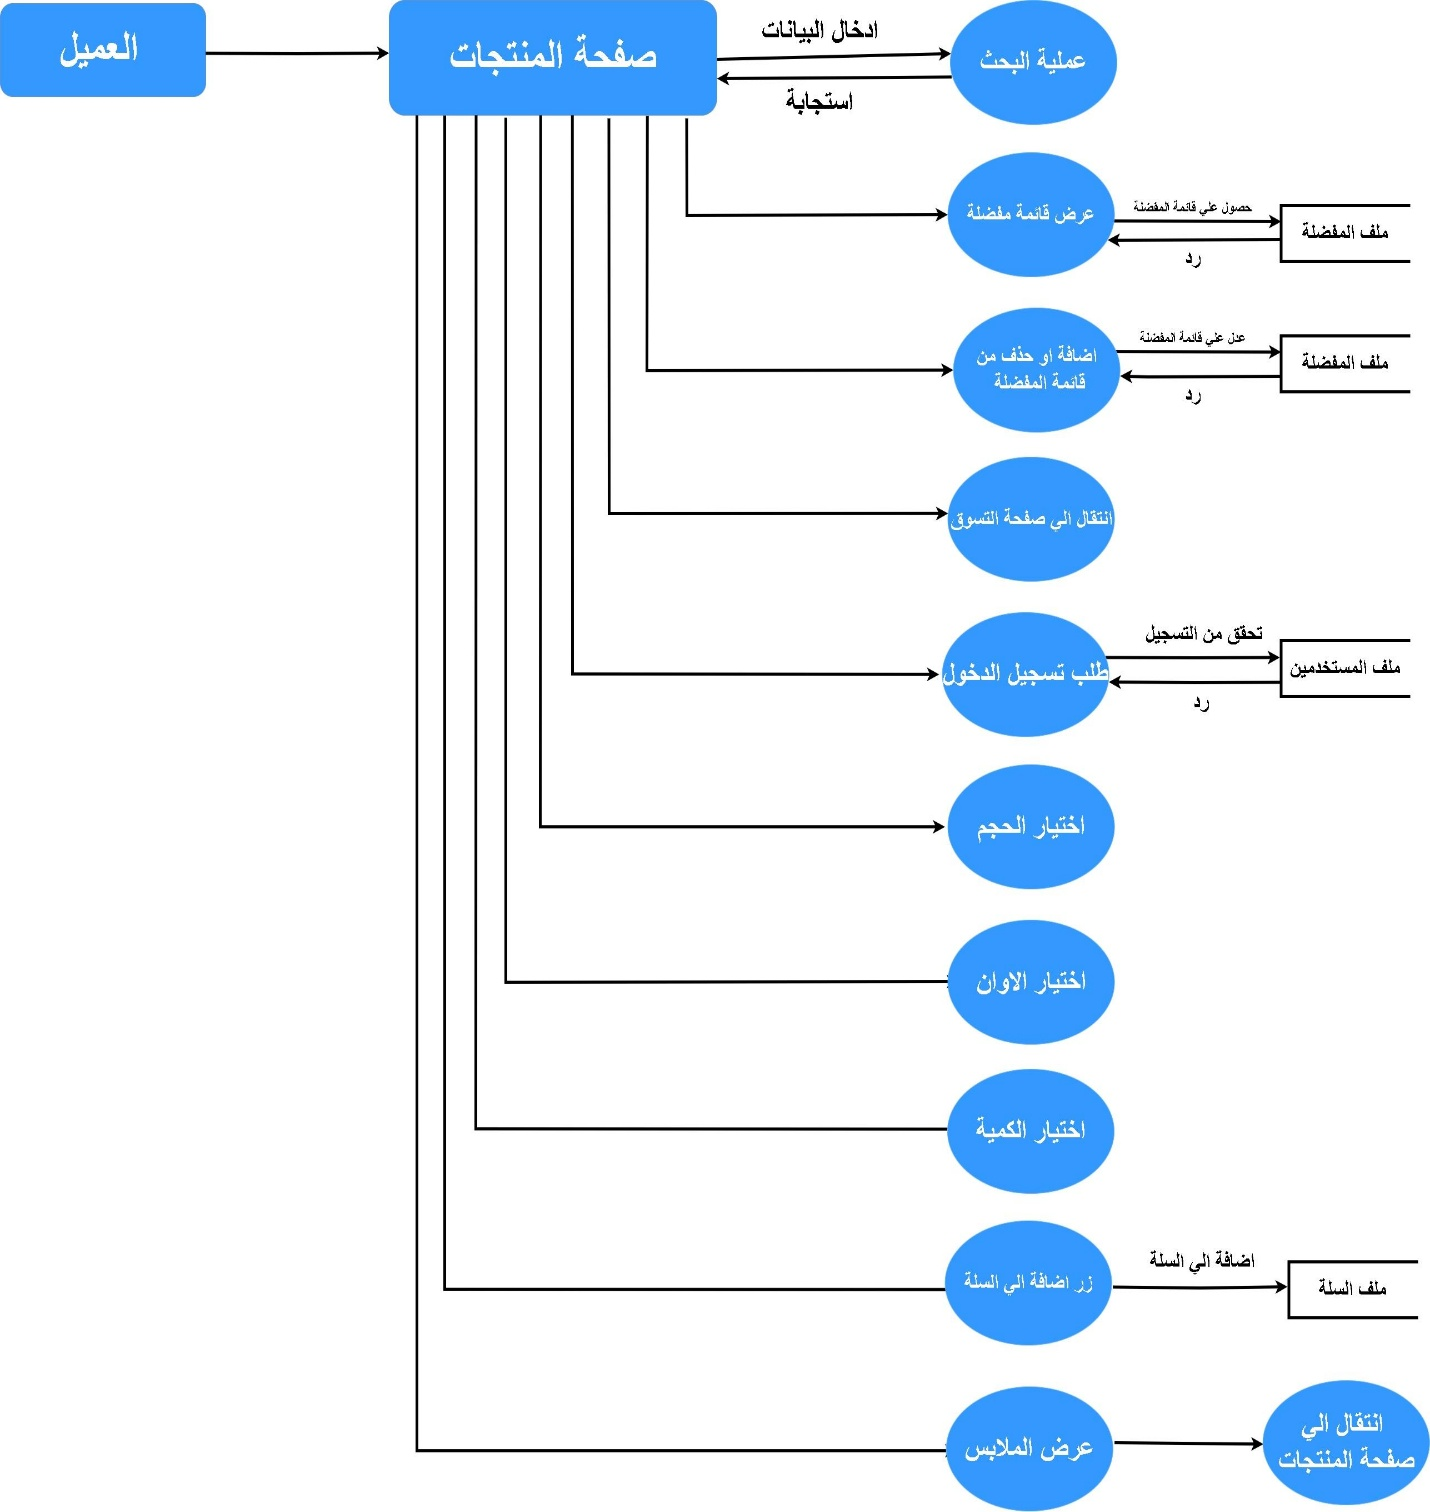 العميل
صفحة المنتجات
ادخال البيانات
استجابة
عملية البحث
عرض قائمة مفضلة
حصول علي قائمة المفضلة
رد
ملف المفضلة
اضافة او حذف من
قائمة المفضلة
عدل علي قائمة المفضلة
رد
ملف المفضلة
انتقال الي صفحة التسوق
طلب تسجيل الدخول
تحقق من التسجيل
رد
ملف المستخدمين
اختيار الحجم
اختيار الاوان
اختيار الكمية
زر اضافة الي السلة
اضافة الي السلة
ملف السلة
عرض الملابس
انتقال الي
صفحة المنتجات